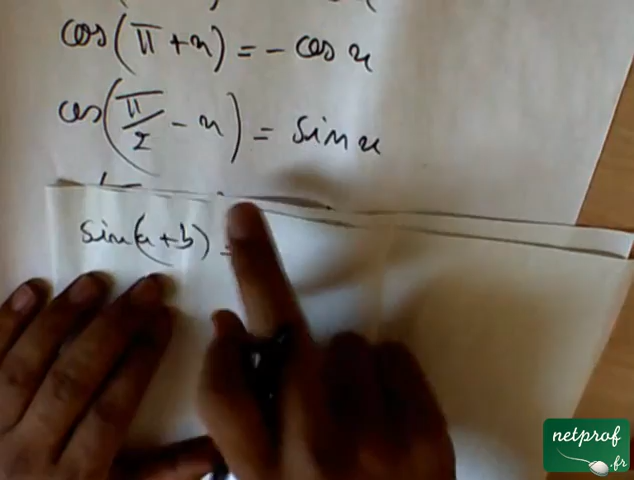 cos(π + x) = - cos x
cos(π/2 - x) = sin x
sin(a + b) =
netprof
.fr